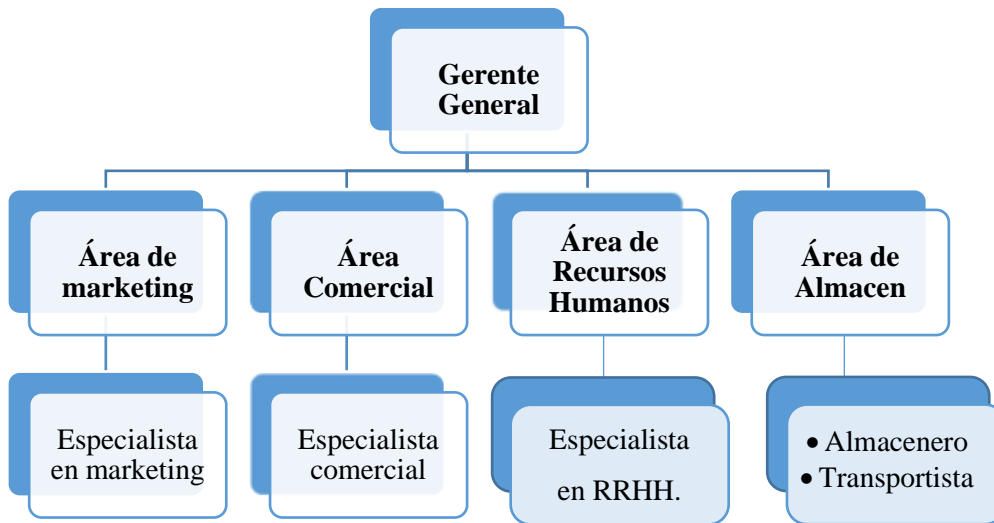 Gerente
General
Área de
marketing
Área
Comercial
Área de
Recursos
Humanos
Área de
Almacen
Especialista
en marketing
Especialista
comercial
Especialista
en RRHH.
• Almacenero
• Transportista